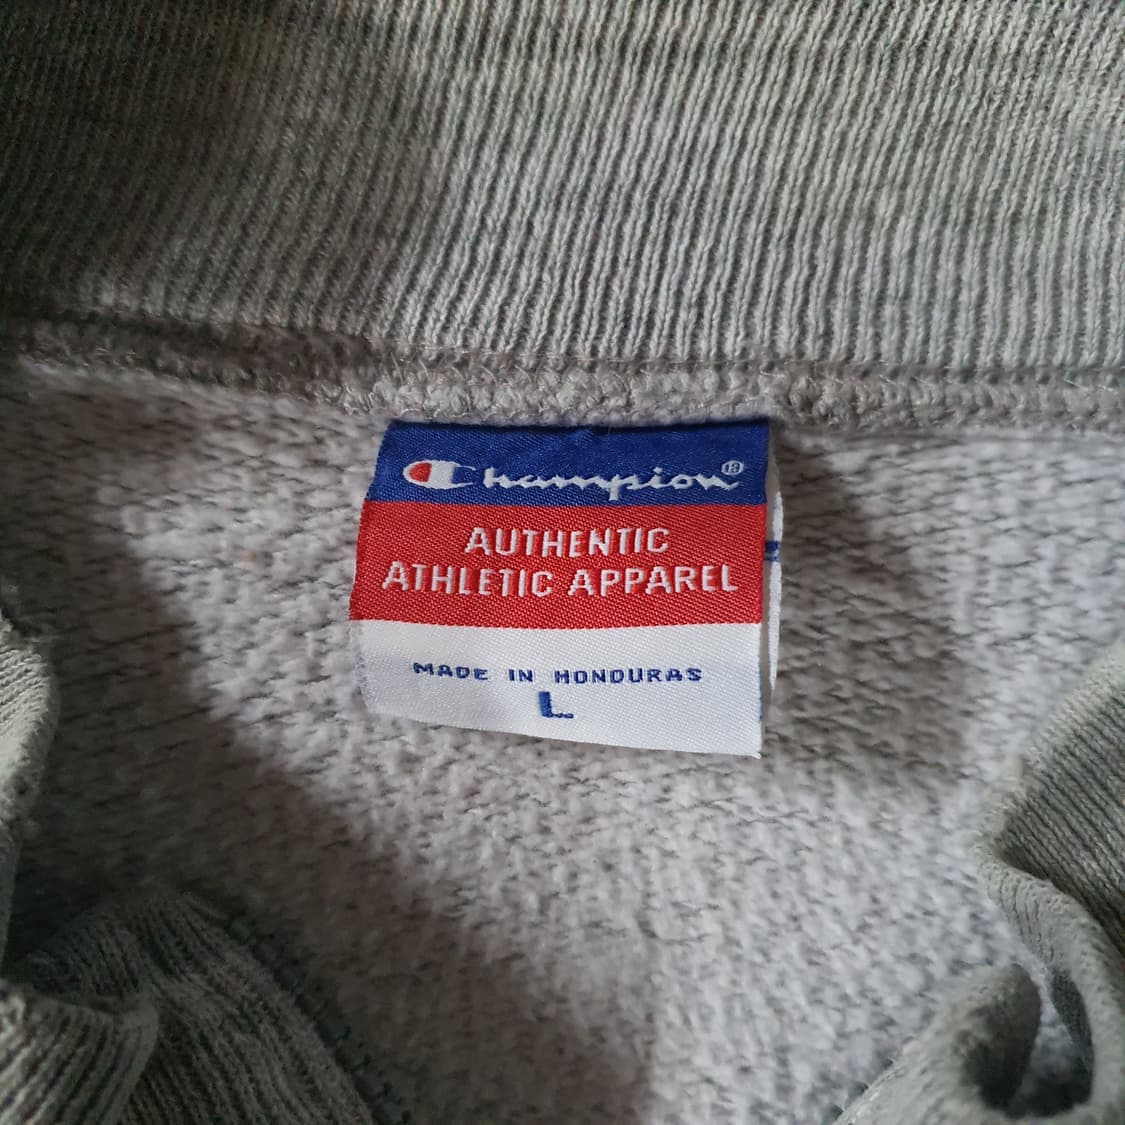 Champion®
AUTHENTIC
ATHLETIC APPAREL
MADE IN HONDURAS
L